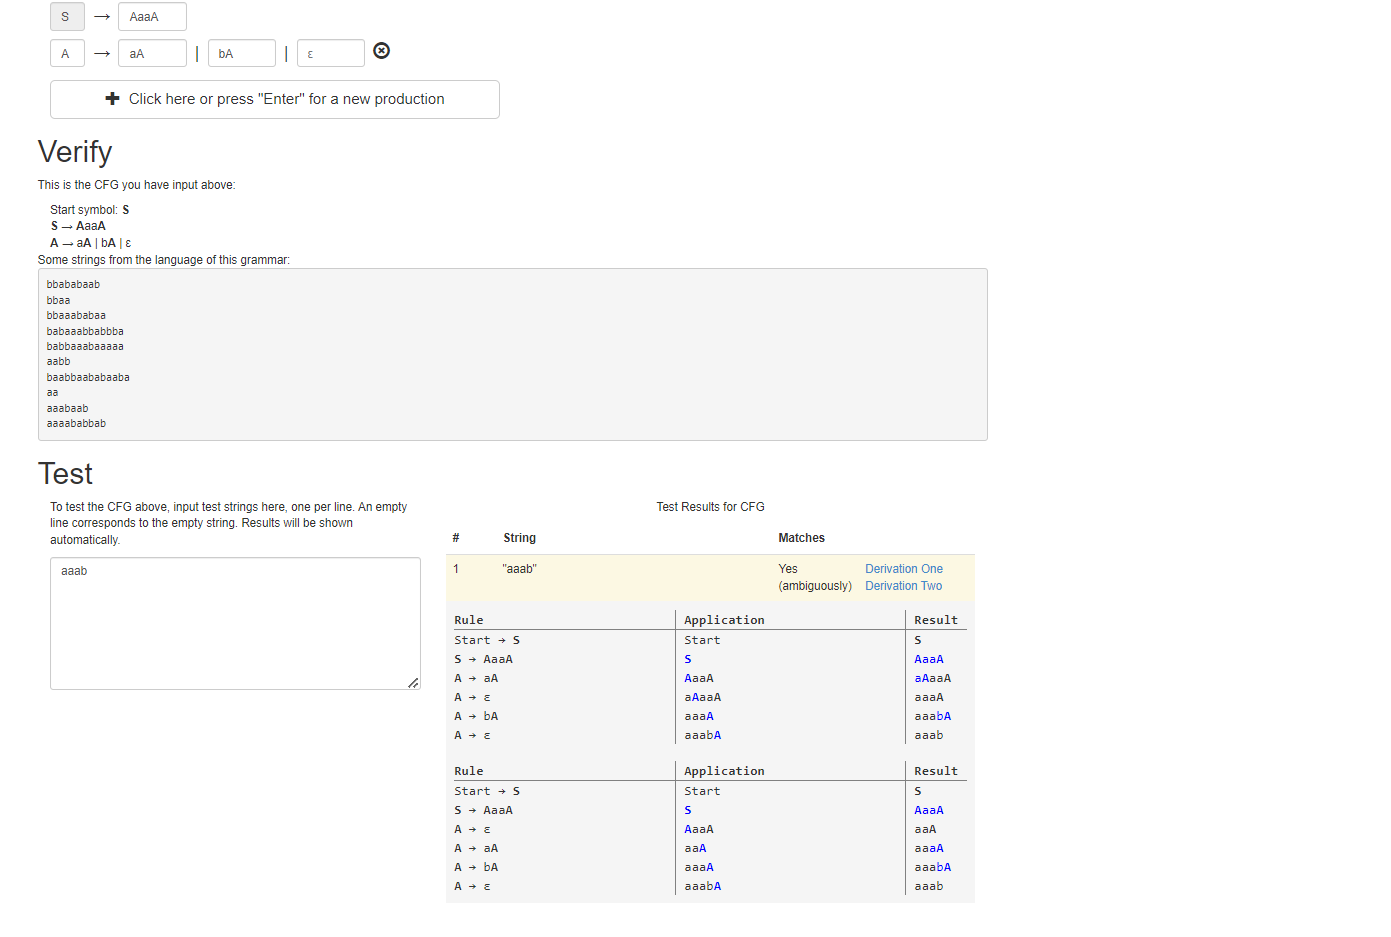 S → AaaA
A → aA | bA | ε
Click here or press "Enter" for a new production
Verify
This is the CFG you have input above:
Start symbol: S
S → AaaA
A → aA | bA | ε
Some strings from the language of this grammar:
bbababaab
bbaa
bbaaababaa
babaaabbabbba
babbaaabaaaaa
aabb
baabbaababaaba
aa
aaabaab
aaaababbab
Test
To test the CFG above, input test strings here, one per line. An empty
line corresponds to the empty string. Results will be shown
automatically.
aaab
Test Results for CFG
# String Matches
1 "aaab" Yes Derivation One
(ambiguously) Derivation Two
Rule Application Result
Start → S Start S
S → AaaA S AaaA
A → aA AaaA aAaaA
A → ε aAaaA aaaA
A → bA aaaA aaabA
A → ε aaabA aaab
Rule Application Result
Start → S Start S
S → AaaA S AaaA
A → ε AaaA aaA
A → aA aaA aaaA
A → bA aaaA aaabA
A → ε aaabA aaab